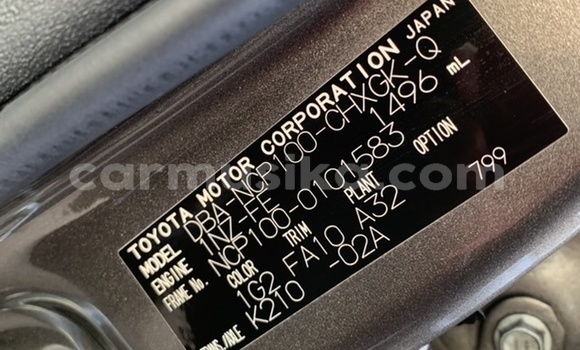 TOYOTA MOTOR CORPORATION JAPAN
MODEL DBA-NCP100-CHXGK-Q
ENGINE 1NZ-FE 1496 mL
FRAME No. NCP100-0101583
COLOR TRIM PLANT OPTION
1G2 FA10 A32 799
K210 -02A
carmusika.com